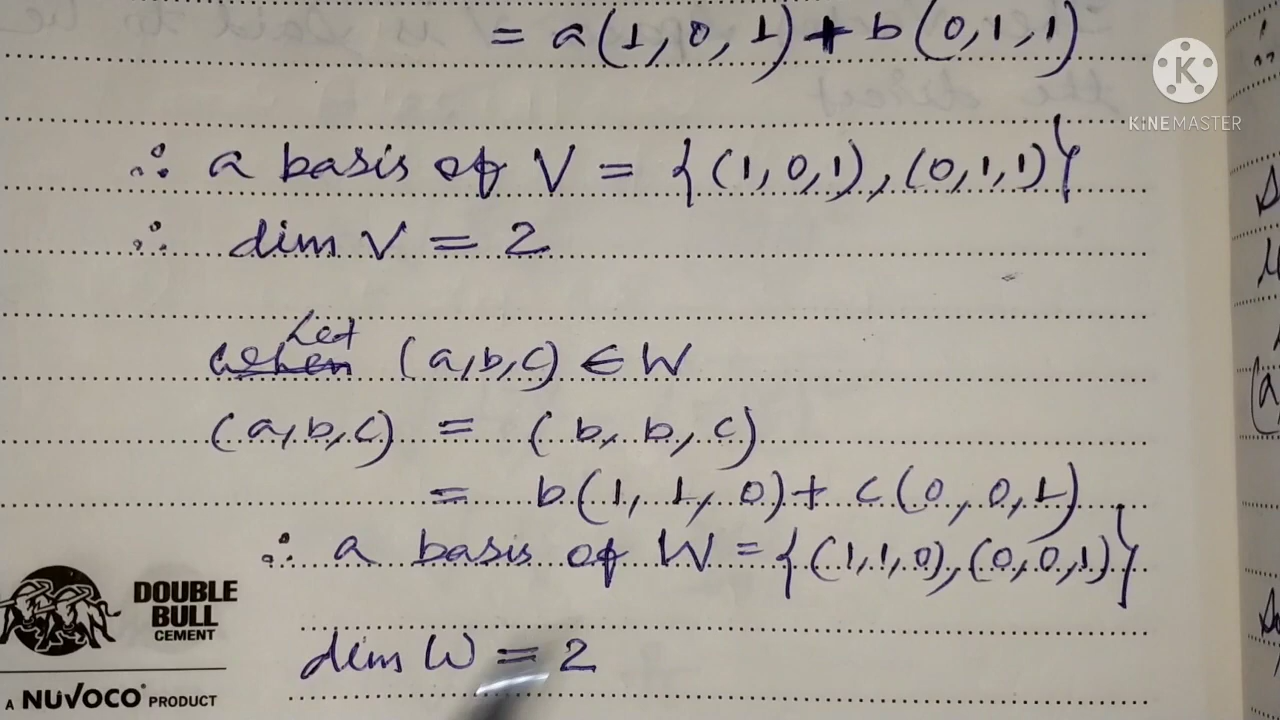 = a(1, 0, 1) + b(0, 1, 1)
K
KINEMASTER
∴ a basis of V = {(1, 0, 1), (0, 1, 1)}
∴ dim V = 2
Let
when (a, b, c) ∈ W
(a, b, c) = (b, b, c)
= b(1, 1, 0) + c(0, 0, 1)
∴ a basis of W = {(1, 1, 0), (0, 0, 1)}
dim W = 2
DOUBLE
BULL
CEMENT
A NUVOCO PRODUCT